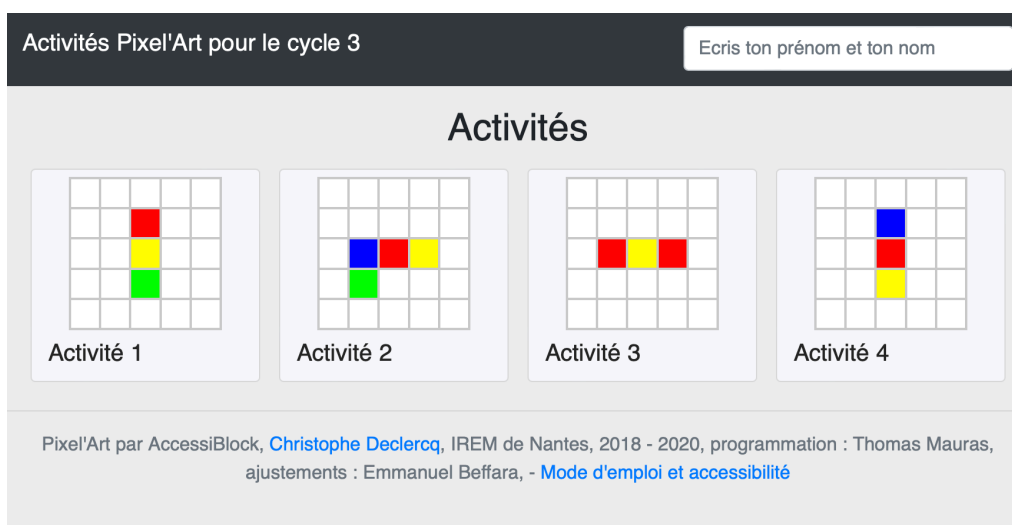 Activités Pixel'Art pour le cycle 3
Ecris ton prénom et ton nom
Activités
Activité 1
Activité 2
Activité 3
Activité 4
Pixel'Art par AccessiBlock, Christophe Declercq, IREM de Nantes, 2018 - 2020, programmation : Thomas Mauras,
ajustements : Emmanuel Beffara, - Mode d'emploi et accessibilité